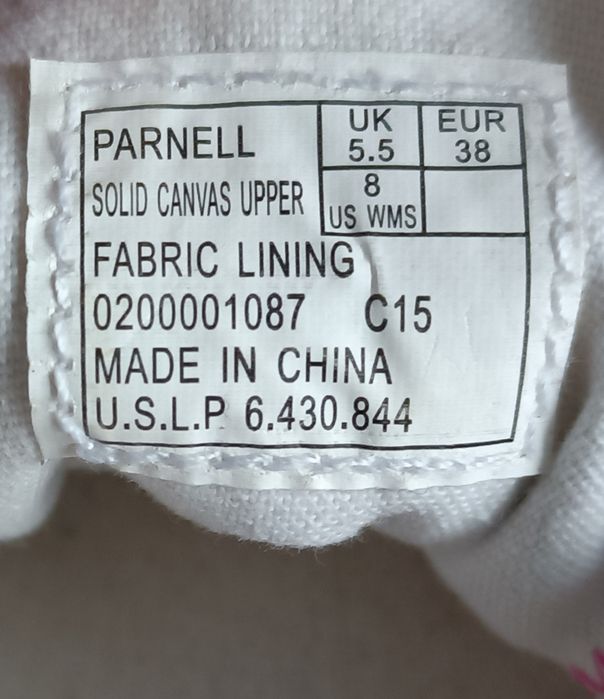 PARNELL
UK 5.5
EUR 38
SOLID CANVAS UPPER
8 US WMS
FABRIC LINING
0200001087 C15
MADE IN CHINA
U.S.L.P 6.430.844